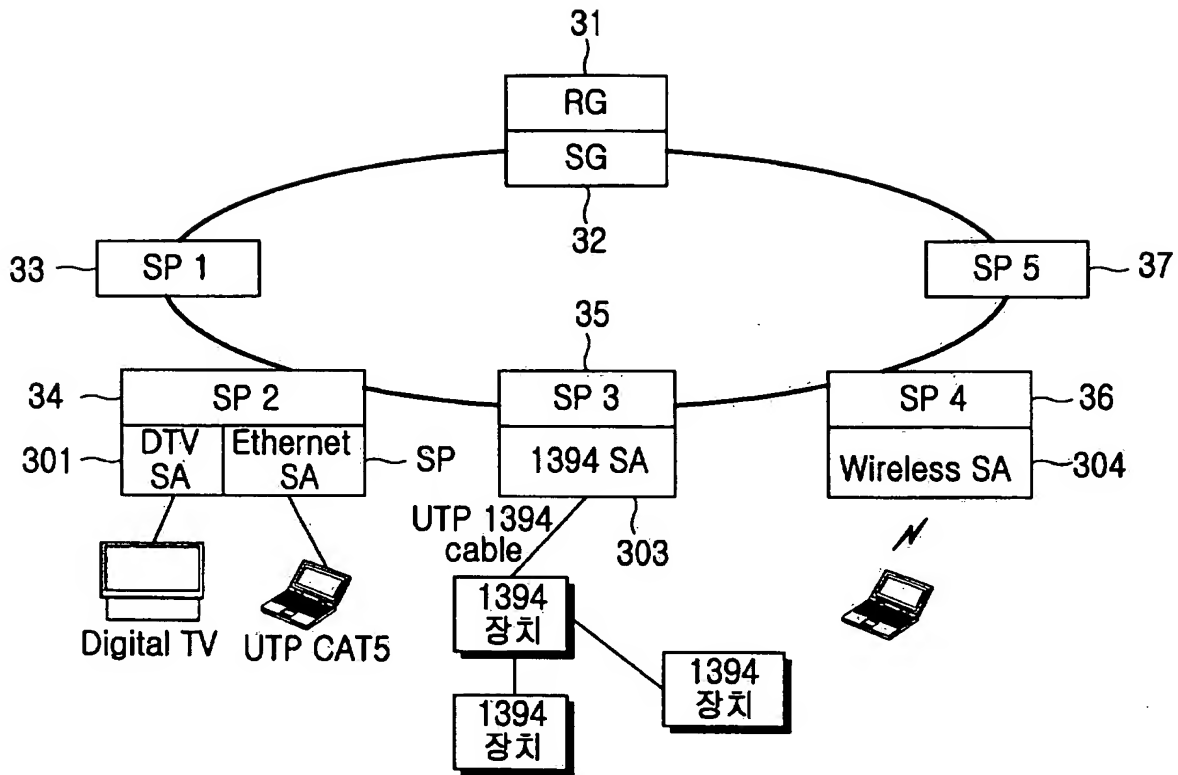 31
RG
SG
32
33
SP 1
SP 5
37
35
34
SP 2
SP 3
SP 4
36
301
DTV
SA
Ethernet
SA
SP
1394 SA
Wireless SA
304
UTP 1394
cable
303
Digital TV
UTP CAT5
1394
장치
1394
장치
1394
장치